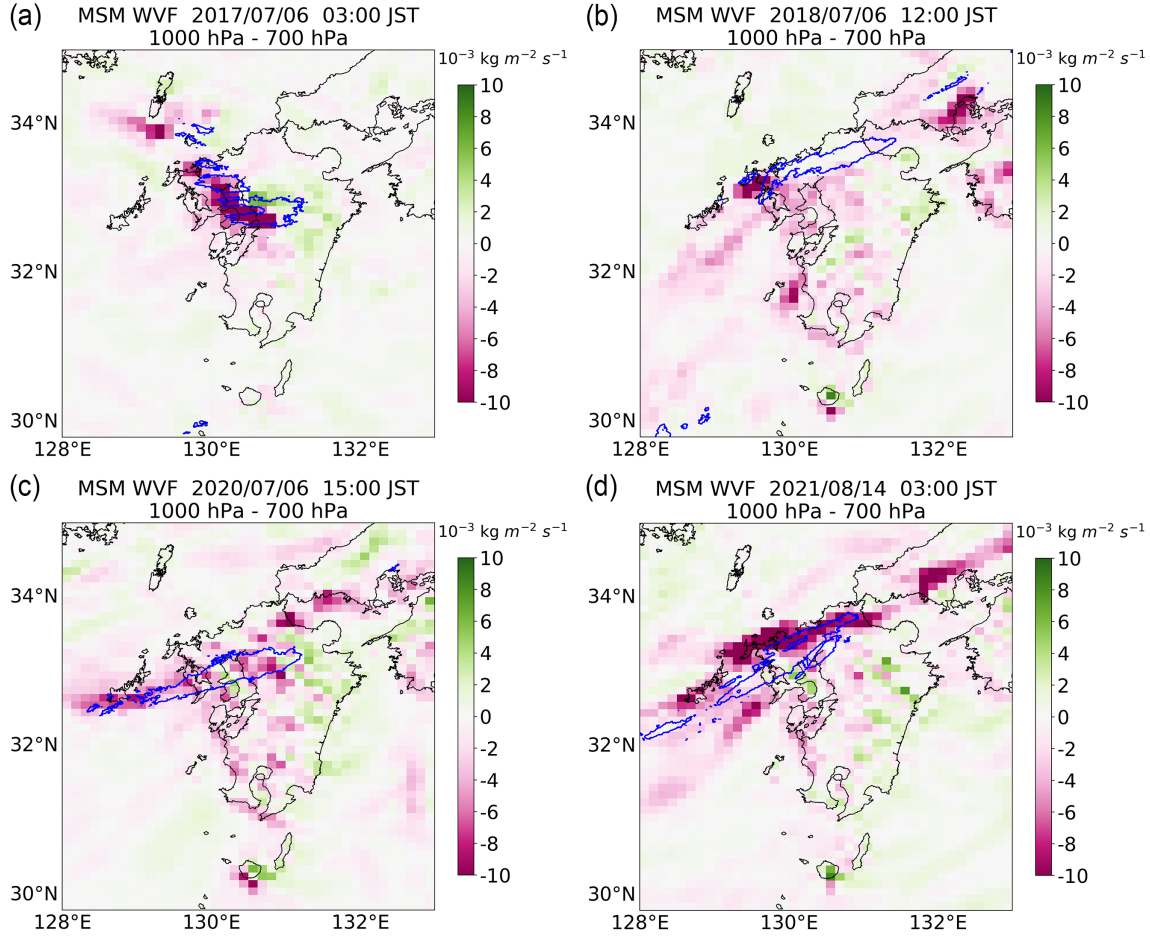 (a)
MSM WVF 2017/07/06 03:00 JST
1000 hPa - 700 hPa
10⁻³ kg m⁻² s⁻¹
10
8
6
4
2
0
-2
-4
-6
-8
-10
34°N
32°N
30°N
128°E
130°E
132°E
(b)
MSM WVF 2018/07/06 12:00 JST
1000 hPa - 700 hPa
10⁻³ kg m⁻² s⁻¹
10
8
6
4
2
0
-2
-4
-6
-8
-10
34°N
32°N
30°N
128°E
130°E
132°E
(c)
MSM WVF 2020/07/06 15:00 JST
1000 hPa - 700 hPa
10⁻³ kg m⁻² s⁻¹
10
8
6
4
2
0
-2
-4
-6
-8
-10
34°N
32°N
30°N
128°E
130°E
132°E
(d)
MSM WVF 2021/08/14 03:00 JST
1000 hPa - 700 hPa
10⁻³ kg m⁻² s⁻¹
10
8
6
4
2
0
-2
-4
-6
-8
-10
34°N
32°N
30°N
128°E
130°E
132°E